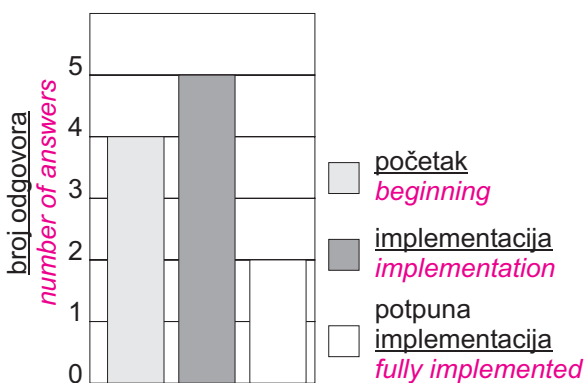 broj odgovora
number of answers
5
4
3
2
1
0
početak
beginning
implementacija
implementation
potpuna
implementacija
fully implemented